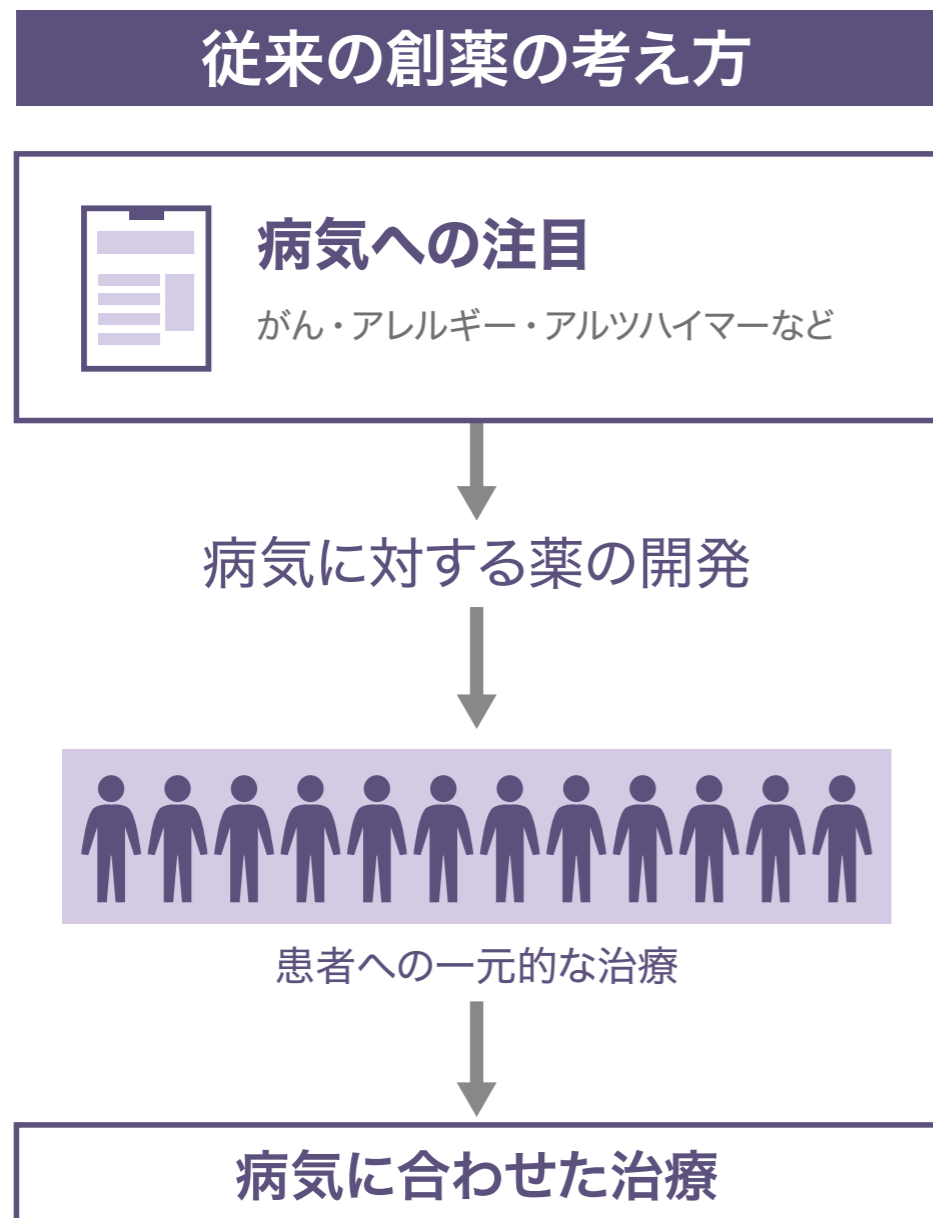 従来の創薬の考え方
病気への注目
がん・アレルギー・アルツハイマーなど
病気に対する薬の開発
患者への一元的な治療
病気に合わせた治療